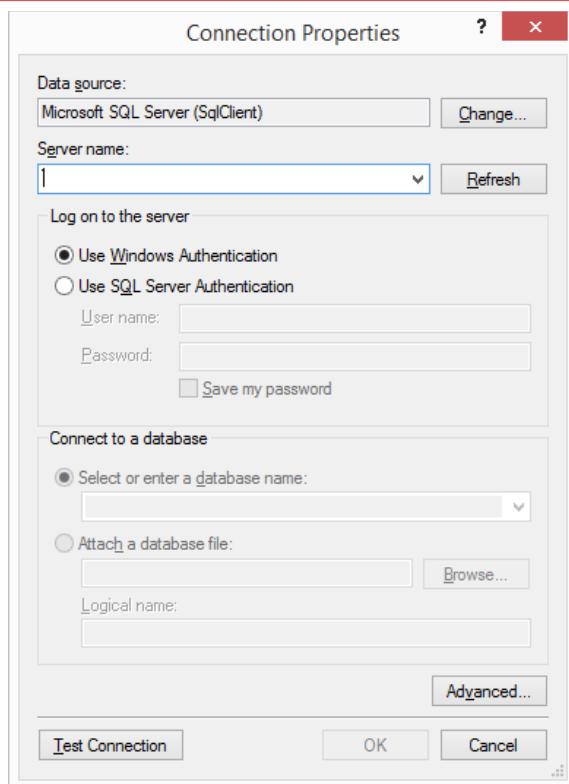 Connection Properties
?
Data source:
Microsoft SQL Server (SqlClient)
Change...
Server name:
Refresh
Log on to the server
Use Windows Authentication
Use SQL Server Authentication
User name:
Password:
Save my password
Connect to a database
Select or enter a database name:
Attach a database file:
Browse...
Logical name:
Advanced...
Test Connection
OK
Cancel